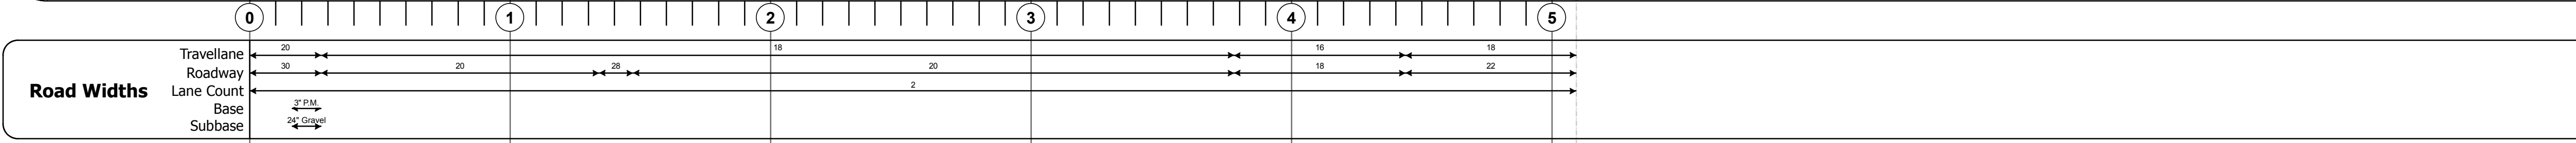 0 1 2 3 4 5
Road Widths
Travellane 20 18 16 18
Roadway 30 20 28 20 18 22
Lane Count 2
Base 3" P.M.
Subbase 24" Gravel